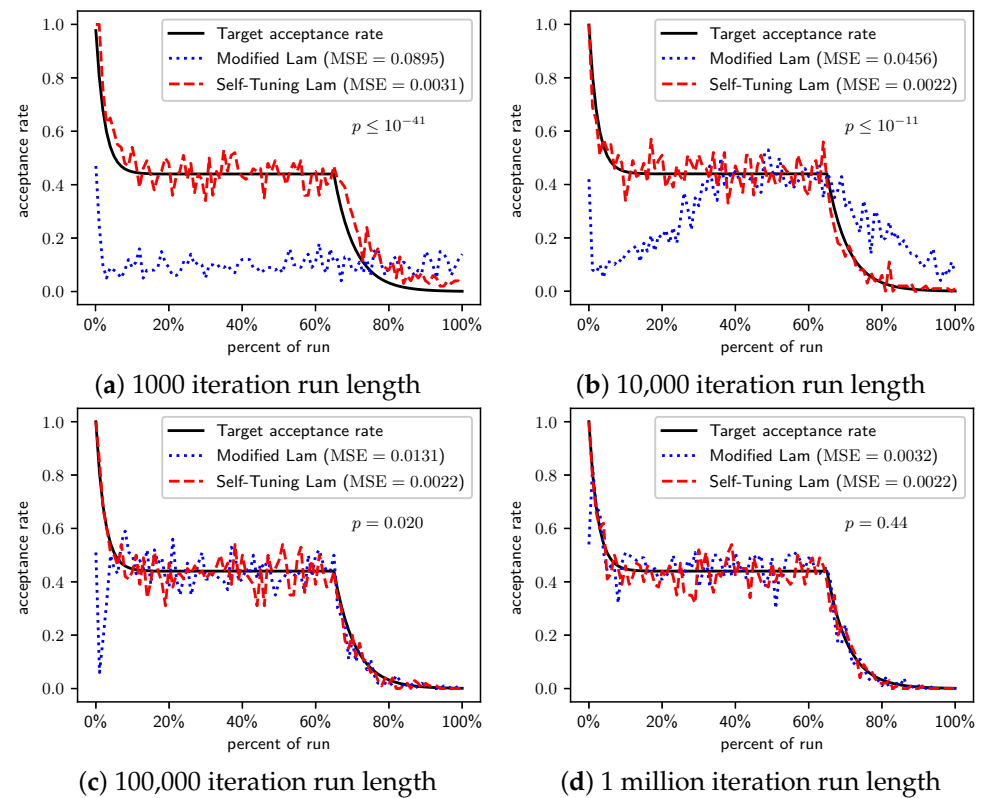 1.0
0.8
0.6
0.4
0.2
0.0
acceptance rate
Target acceptance rate
Modified Lam (MSE = 0.0895)
Self-Tuning Lam (MSE = 0.0031)
p ≤ 10⁻⁴¹
0% 20% 40% 60% 80% 100%
percent of run
(a) 1000 iteration run length
1.0
0.8
0.6
0.4
0.2
0.0
acceptance rate
Target acceptance rate
Modified Lam (MSE = 0.0456)
Self-Tuning Lam (MSE = 0.0022)
p ≤ 10⁻¹¹
0% 20% 40% 60% 80% 100%
percent of run
(b) 10,000 iteration run length
1.0
0.8
0.6
0.4
0.2
0.0
acceptance rate
Target acceptance rate
Modified Lam (MSE = 0.0131)
Self-Tuning Lam (MSE = 0.0022)
p = 0.020
0% 20% 40% 60% 80% 100%
percent of run
(c) 100,000 iteration run length
1.0
0.8
0.6
0.4
0.2
0.0
acceptance rate
Target acceptance rate
Modified Lam (MSE = 0.0032)
Self-Tuning Lam (MSE = 0.0022)
p = 0.44
0% 20% 40% 60% 80% 100%
percent of run
(d) 1 million iteration run length